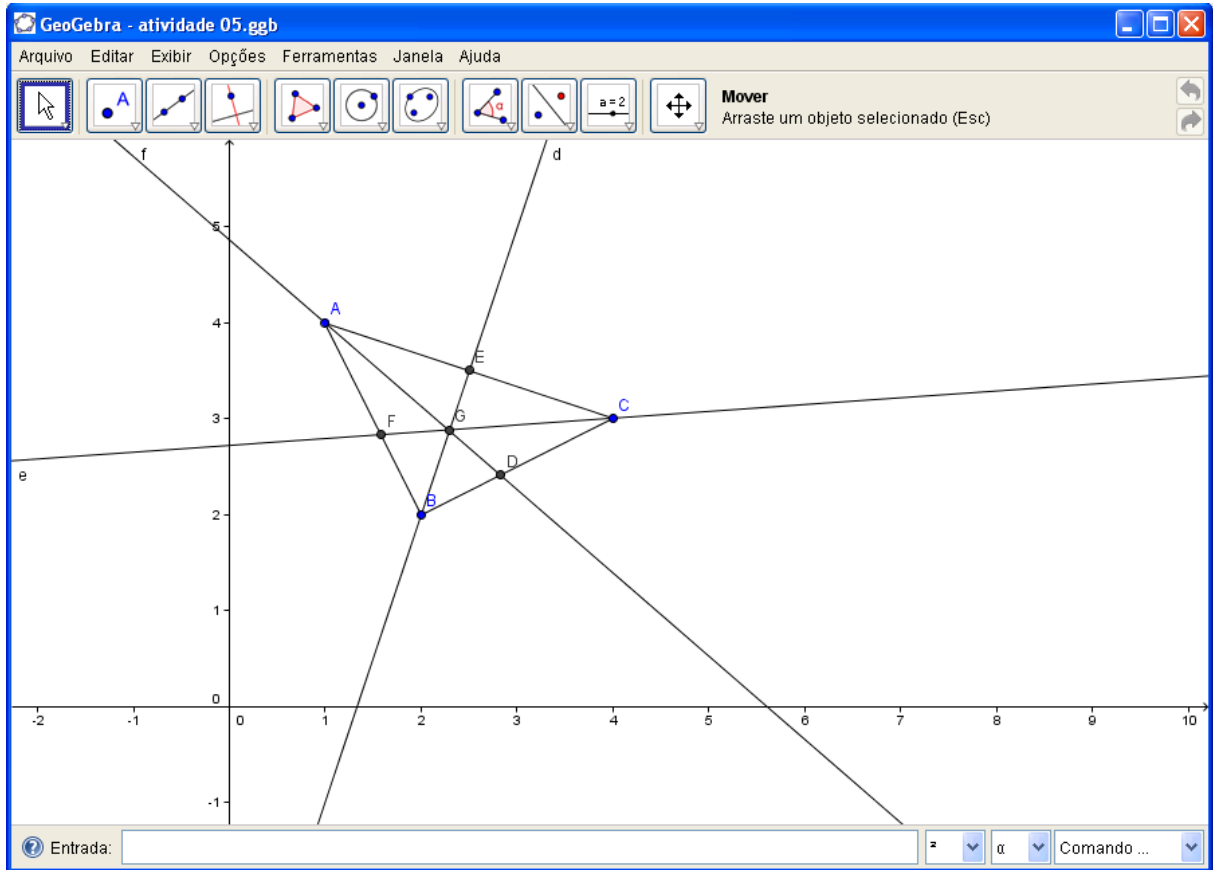 GeoGebra - atividade 05.ggb
Arquivo Editar Exibir Opções Ferramentas Janela Ajuda
A
α
a = 2
Mover
Arraste um objeto selecionado (Esc)
f
d
5
A
4
E
C
3
F
G
e
D
B
2
1
0
-2 -1 0 1 2 3 4 5 6 7 8 9 10
-1
Entrada:
²
α
Comando ...